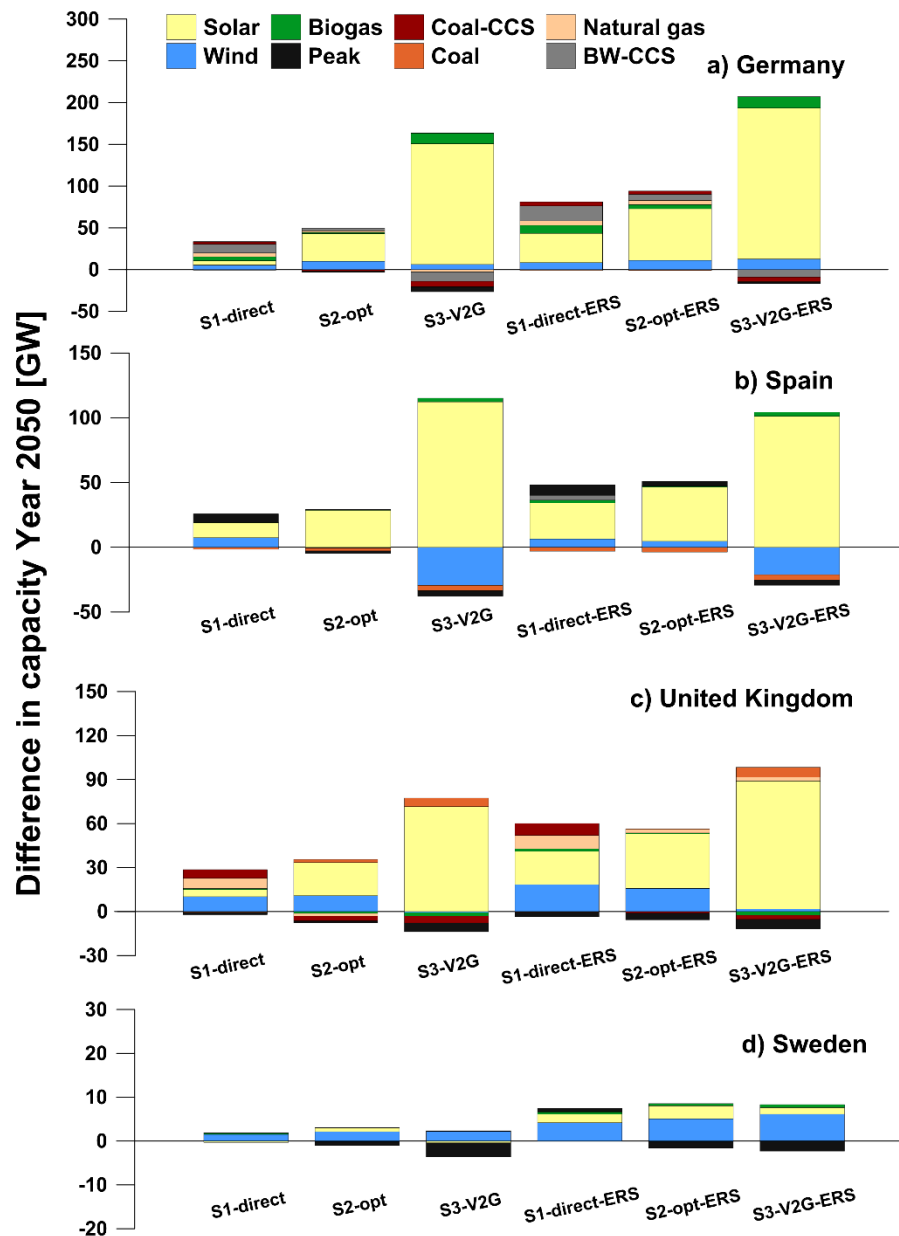 Difference in capacity Year 2050 [GW]
Solar Biogas Coal-CCS Natural gas
Wind Peak Coal BW-CCS
a) Germany
300
250
200
150
100
50
0
-50
S1-direct S2-opt S3-V2G S1-direct-ERS S2-opt-ERS S3-V2G-ERS
b) Spain
150
100
50
0
-50
S1-direct S2-opt S3-V2G S1-direct-ERS S2-opt-ERS S3-V2G-ERS
c) United Kingdom
150
120
90
60
30
0
-30
S1-direct S2-opt S3-V2G S1-direct-ERS S2-opt-ERS S3-V2G-ERS
d) Sweden
30
20
10
0
-10
-20
S1-direct S2-opt S3-V2G S1-direct-ERS S2-opt-ERS S3-V2G-ERS